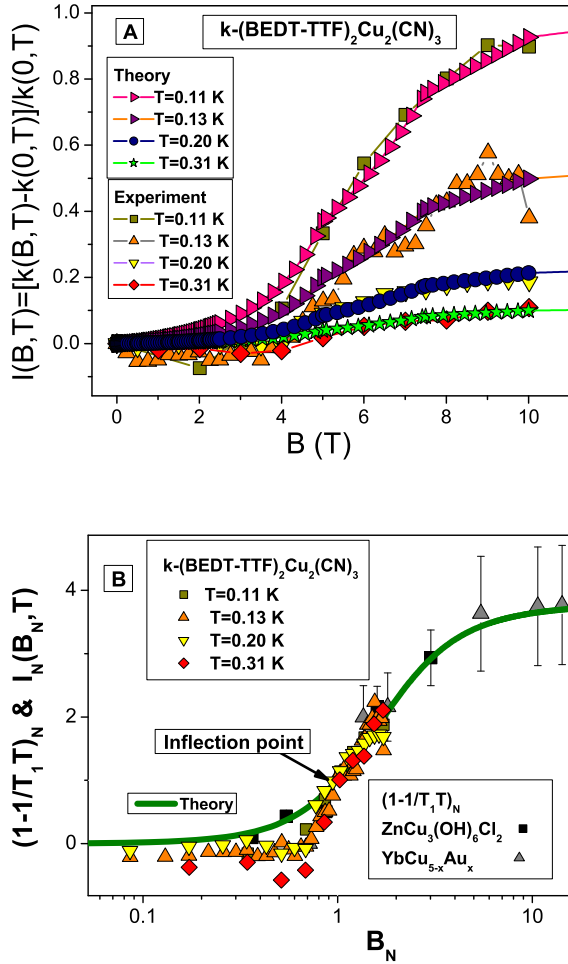 A
k-(BEDT-TTF)2Cu2(CN)3
Theory
T=0.11 K
T=0.13 K
T=0.20 K
T=0.31 K
Experiment
T=0.11 K
T=0.13 K
T=0.20 K
T=0.31 K
I(B,T)=[k(B,T)-k(0,T)]/k(0,T)
1.0
0.8
0.6
0.4
0.2
0.0
0 2 4 6 8 10
B (T)
B
k-(BEDT-TTF)2Cu2(CN)3
T=0.11 K
T=0.13 K
T=0.20 K
T=0.31 K
(1-1/T1T)N & IN(BN,T)
4
2
0
Inflection point
Theory
(1-1/T1T)N
ZnCu3(OH)6Cl2
YbCu5-xAux
0.1 1 10
BN